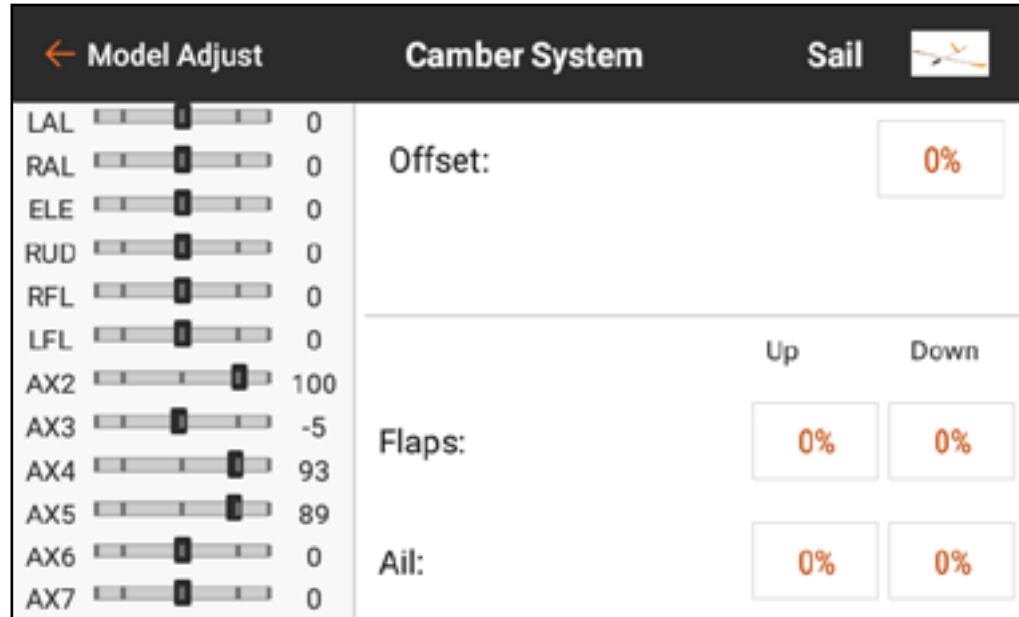 ← Model Adjust Camber System Sail
LAL 0
RAL 0
ELE 0
RUD 0
RFL 0
LFL 0
AX2 100
AX3 -5
AX4 93
AX5 89
AX6 0
AX7 0
Offset: 0%
Up Down
Flaps: 0% 0%
Ail: 0% 0%